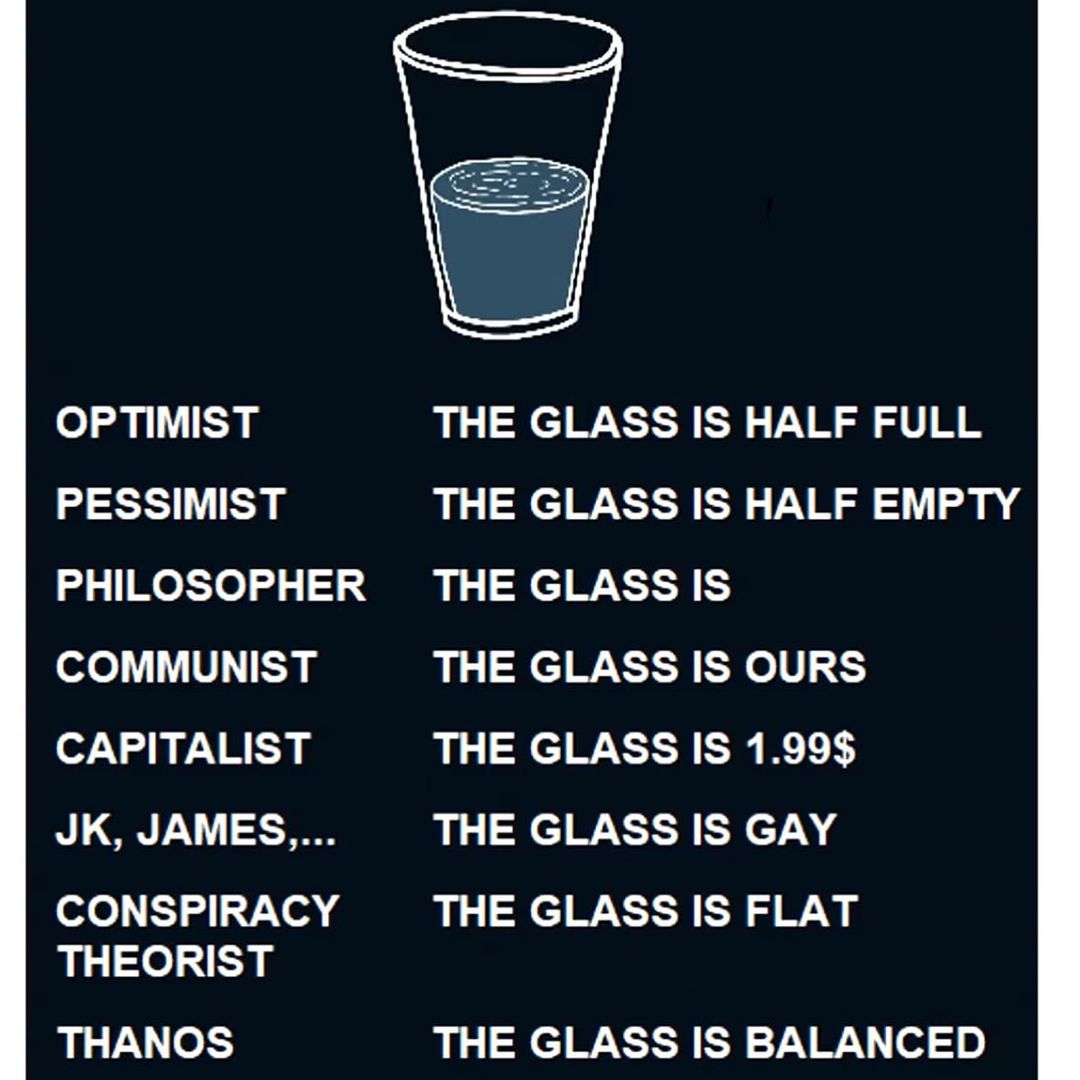 OPTIMIST THE GLASS IS HALF FULL
PESSIMIST THE GLASS IS HALF EMPTY
PHILOSOPHER THE GLASS IS
COMMUNIST THE GLASS IS OURS
CAPITALIST THE GLASS IS 1.99$
JK, JAMES,... THE GLASS IS GAY
CONSPIRACY THE GLASS IS FLAT
THEORIST
THANOS THE GLASS IS BALANCED